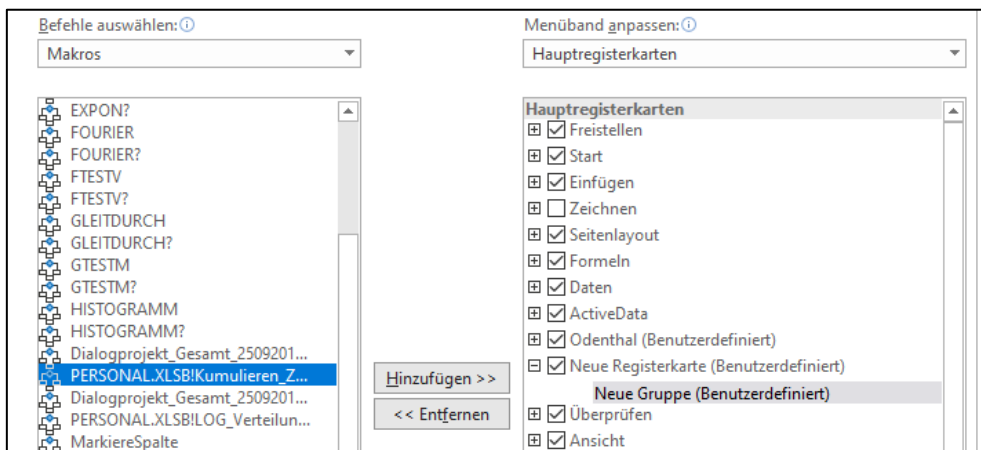 Befehle auswählen:
Makros
EXPON?
FOURIER
FOURIER?
FTESTV
FTESTV?
GLEITDURCH
GLEITDURCH?
GTESTM
GTESTM?
HISTOGRAMM
HISTOGRAMM?
Dialogprojekt_Gesamt_2509201...
PERSONAL.XLSB!Kumulieren_Z...
Dialogprojekt_Gesamt_2509201...
PERSONAL.XLSB!LOG_Verteilun...
MarkiereSpalte
Hinzufügen >>
<< Entfernen
Menüband anpassen:
Hauptregisterkarten
Hauptregisterkarten
Freistellen
Start
Einfügen
Zeichnen
Seitenlayout
Formeln
Daten
ActiveData
Odenthal (Benutzerdefiniert)
Neue Registerkarte (Benutzerdefiniert)
Neue Gruppe (Benutzerdefiniert)
Überprüfen
Ansicht